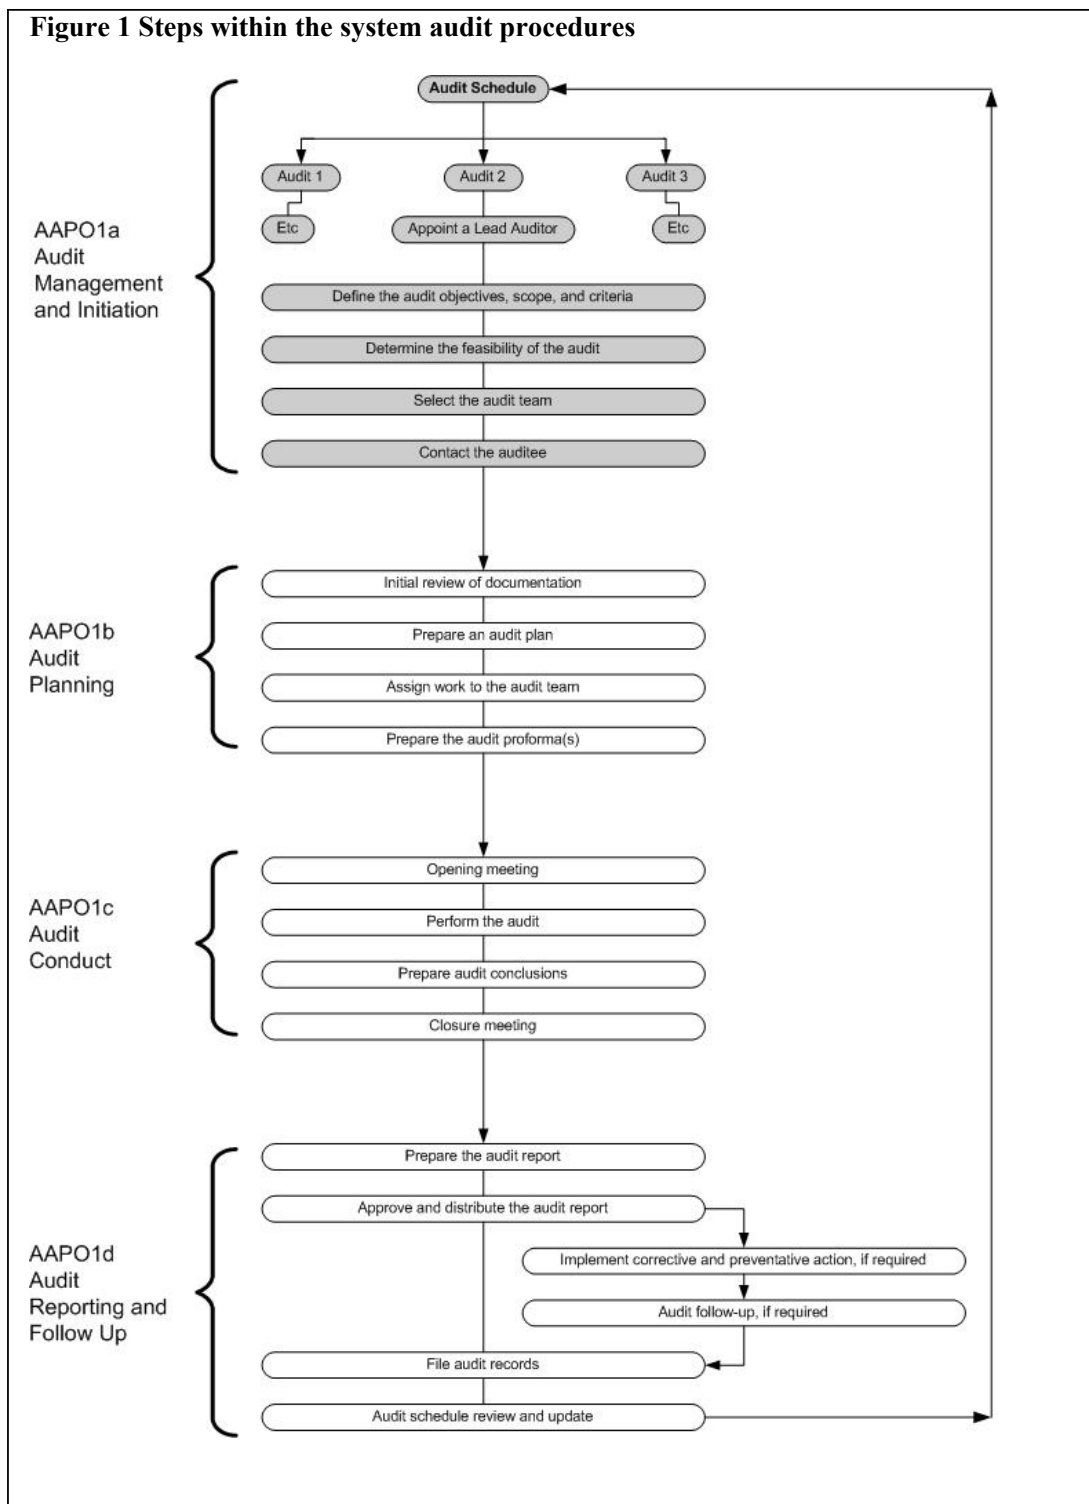 Figure 1 Steps within the system audit procedures
Audit Schedule
Audit 1
Audit 2
Audit 3
Etc
Appoint a Lead Auditor
Etc
AAPO1a
Audit
Management
and Initiation
Define the audit objectives, scope, and criteria
Determine the feasibility of the audit
Select the audit team
Contact the auditee
AAPO1b
Audit
Planning
Initial review of documentation
Prepare an audit plan
Assign work to the audit team
Prepare the audit proforma(s)
AAPO1c
Audit
Conduct
Opening meeting
Perform the audit
Prepare audit conclusions
Closure meeting
AAPO1d
Audit
Reporting and
Follow Up
Prepare the audit report
Approve and distribute the audit report
Implement corrective and preventative action, if required
Audit follow-up, if required
File audit records
Audit schedule review and update